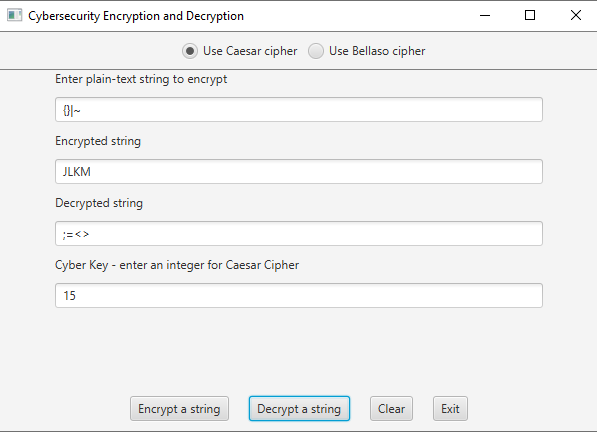 Cybersecurity Encryption and Decryption
Use Caesar cipher Use Bellaso cipher
Enter plain-text string to encrypt
{}|~
Encrypted string
JLKM
Decrypted string
;=<>
Cyber Key - enter an integer for Caesar Cipher
15
Encrypt a string Decrypt a string Clear Exit